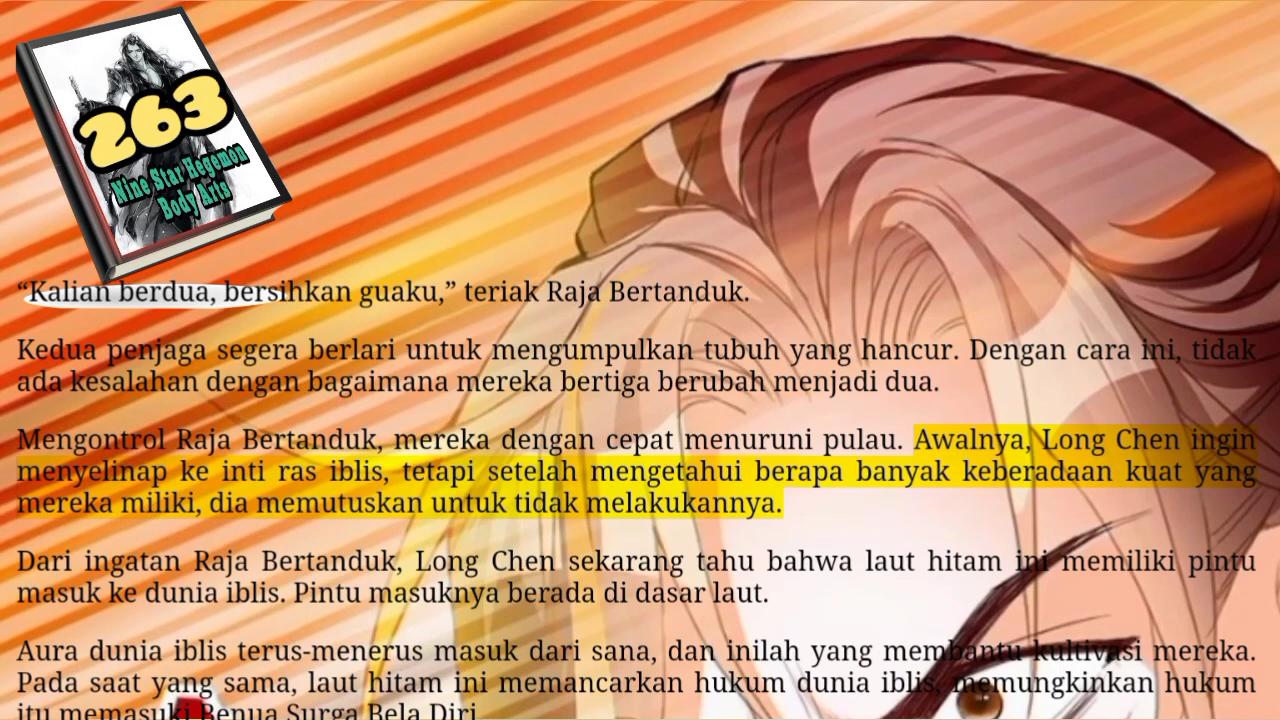 263
Nine Star Hegemon
Body Arts
“Kalian berdua, bersihkan guaku,” teriak Raja Bertanduk.
Kedua penjaga segera berlari untuk mengumpulkan tubuh yang hancur. Dengan cara ini, tidak
ada kesalahan dengan bagaimana mereka bertiga berubah menjadi dua.
Mengontrol Raja Bertanduk, mereka dengan cepat menuruni pulau. Awalnya, Long Chen ingin
menyelinap ke inti ras iblis, tetapi setelah mengetahui berapa banyak keberadaan kuat yang
mereka miliki, dia memutuskan untuk tidak melakukannya.
Dari ingatan Raja Bertanduk, Long Chen sekarang tahu bahwa laut hitam ini memiliki pintu
masuk ke dunia iblis. Pintu masuknya berada di dasar laut.
Aura dunia iblis terus-menerus masuk dari sana, dan inilah yang membantu kultivasi mereka.
Pada saat yang sama, laut hitam ini memancarkan hukum dunia iblis, memungkinkan hukum
itu memasuki Benua Surga Bela Diri